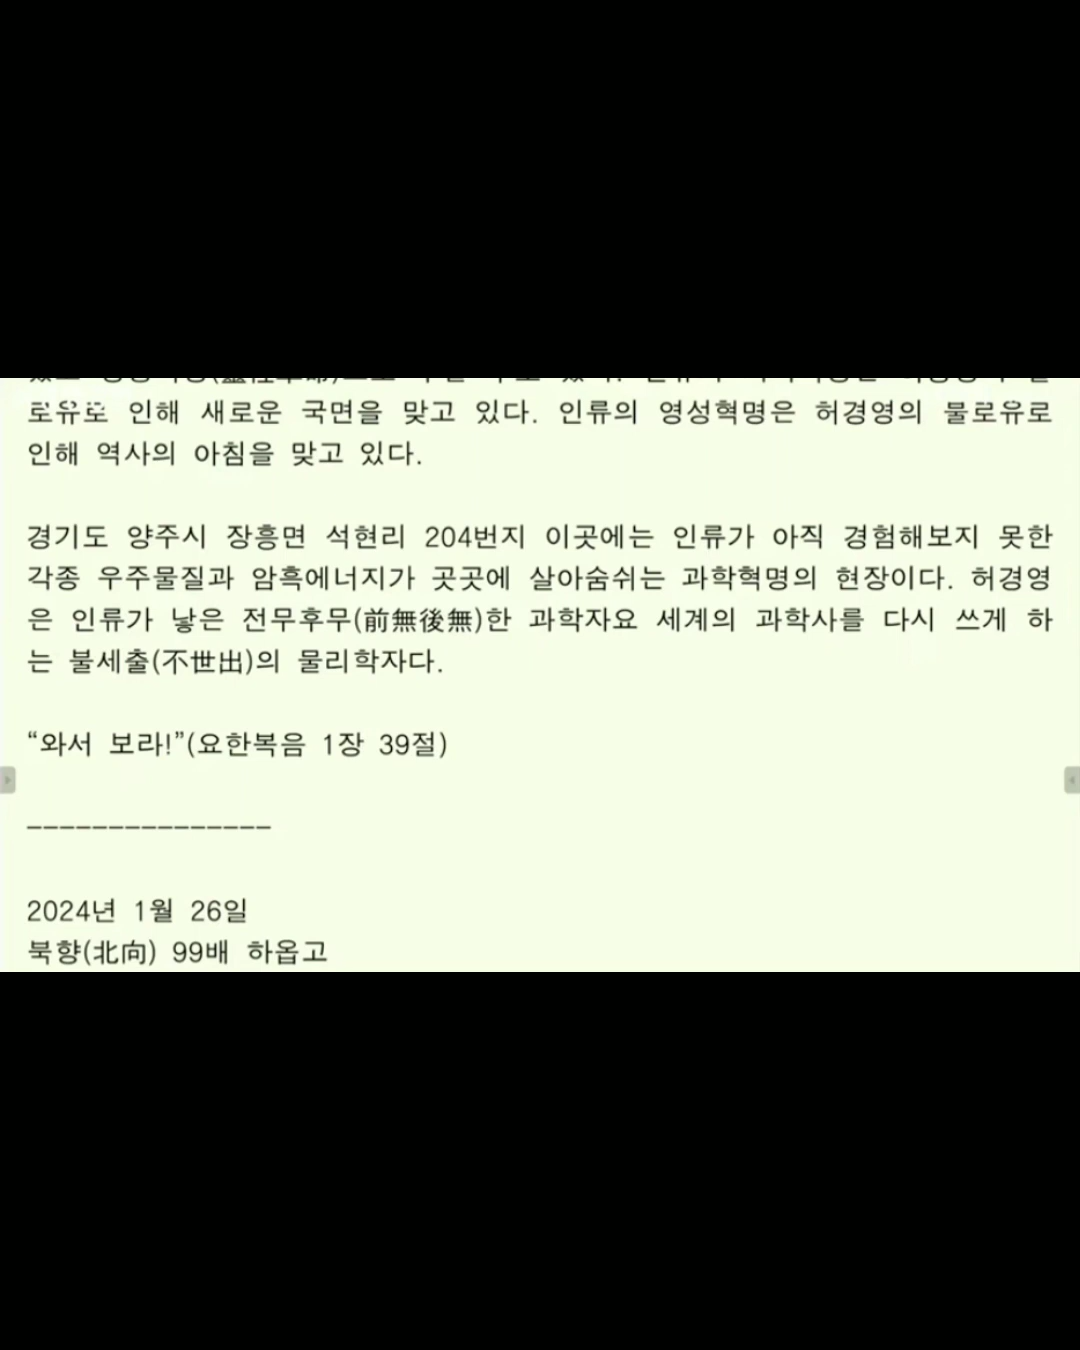 로유로 인해 새로운 국면을 맞고 있다. 인류의 영성혁명은 허경영의 불로유로
인해 역사의 아침을 맞고 있다.
경기도 양주시 장흥면 석현리 204번지 이곳에는 인류가 아직 경험해보지 못한
각종 우주물질과 암흑에너지가 곳곳에 살아숨쉬는 과학혁명의 현장이다. 허경영
은 인류가 낳은 전무후무(前無後無)한 과학자요 세계의 과학사를 다시 쓰게 하
는 불세출(不世出)의 물리학자다.
“와서 보라!”(요한복음 1장 39절)
---------------
2024년 1월 26일
북향(北向) 99배 하옵고